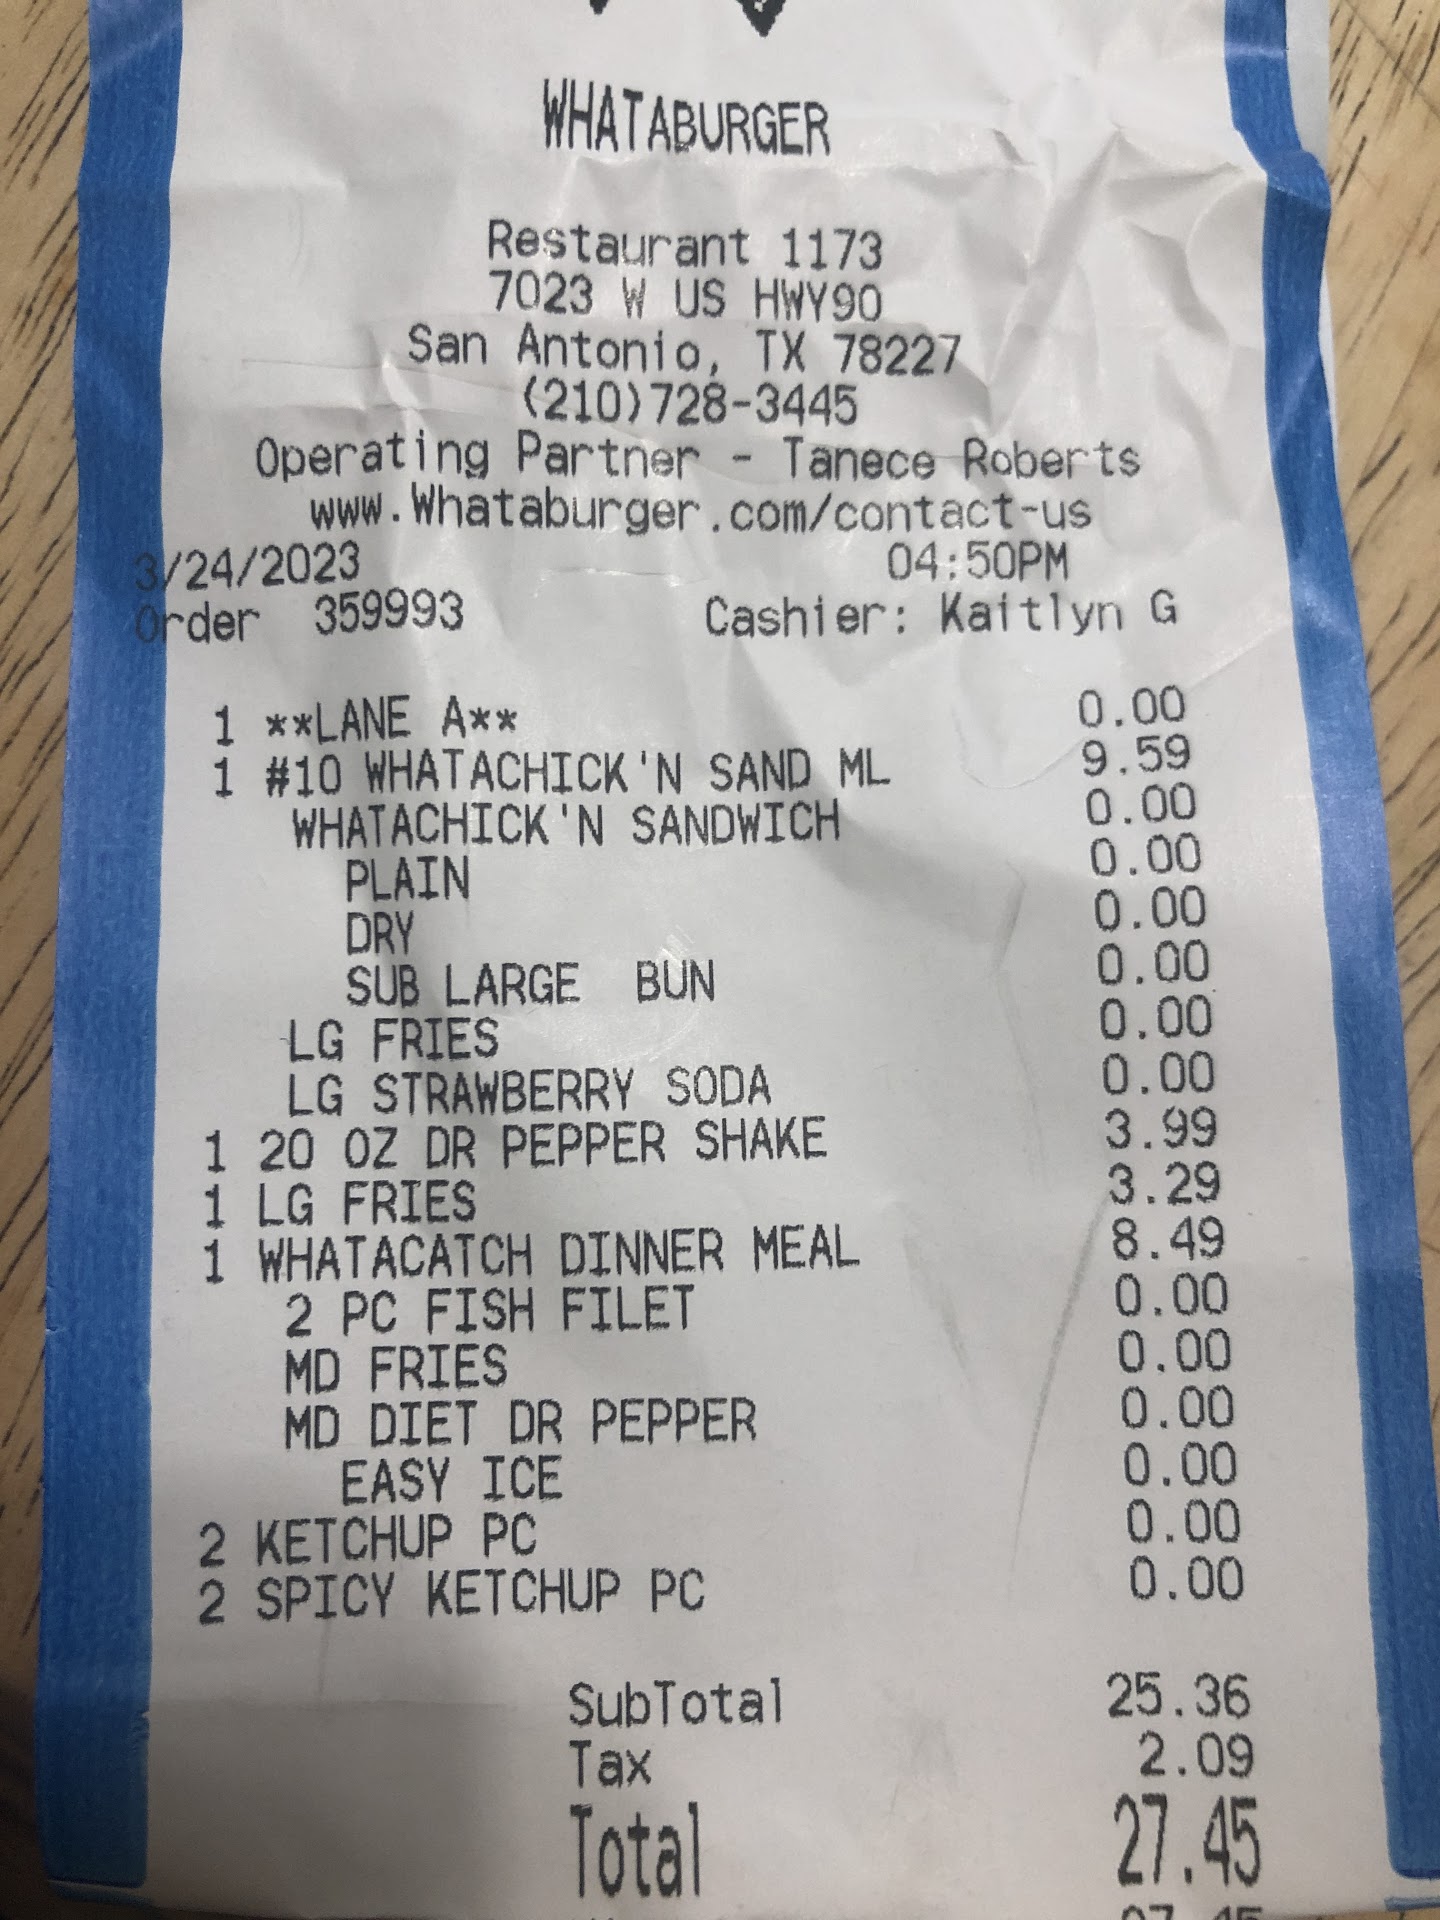 WHATABURGER
Restaurant 1173
7023 W US HWY90
San Antonio, TX 78227
(210)728-3445
Operating Partner - Tanece Roberts
www.Whataburger.com/contact-us
3/24/2023 04:50PM
Order 359993 Cashier: Kaitlyn G
1 **LANE A** 0.00
1 #10 WHATACHICK'N SAND ML 9.59
WHATACHICK'N SANDWICH 0.00
PLAIN 0.00
DRY 0.00
SUB LARGE BUN 0.00
LG FRIES 0.00
LG STRAWBERRY SODA 0.00
1 20 OZ DR PEPPER SHAKE 3.99
1 LG FRIES 3.29
1 WHATACATCH DINNER MEAL 8.49
2 PC FISH FILET 0.00
MD FRIES 0.00
MD DIET DR PEPPER 0.00
EASY ICE 0.00
2 KETCHUP PC 0.00
2 SPICY KETCHUP PC 0.00
SubTotal 25.36
Tax 2.09
Total 27.45